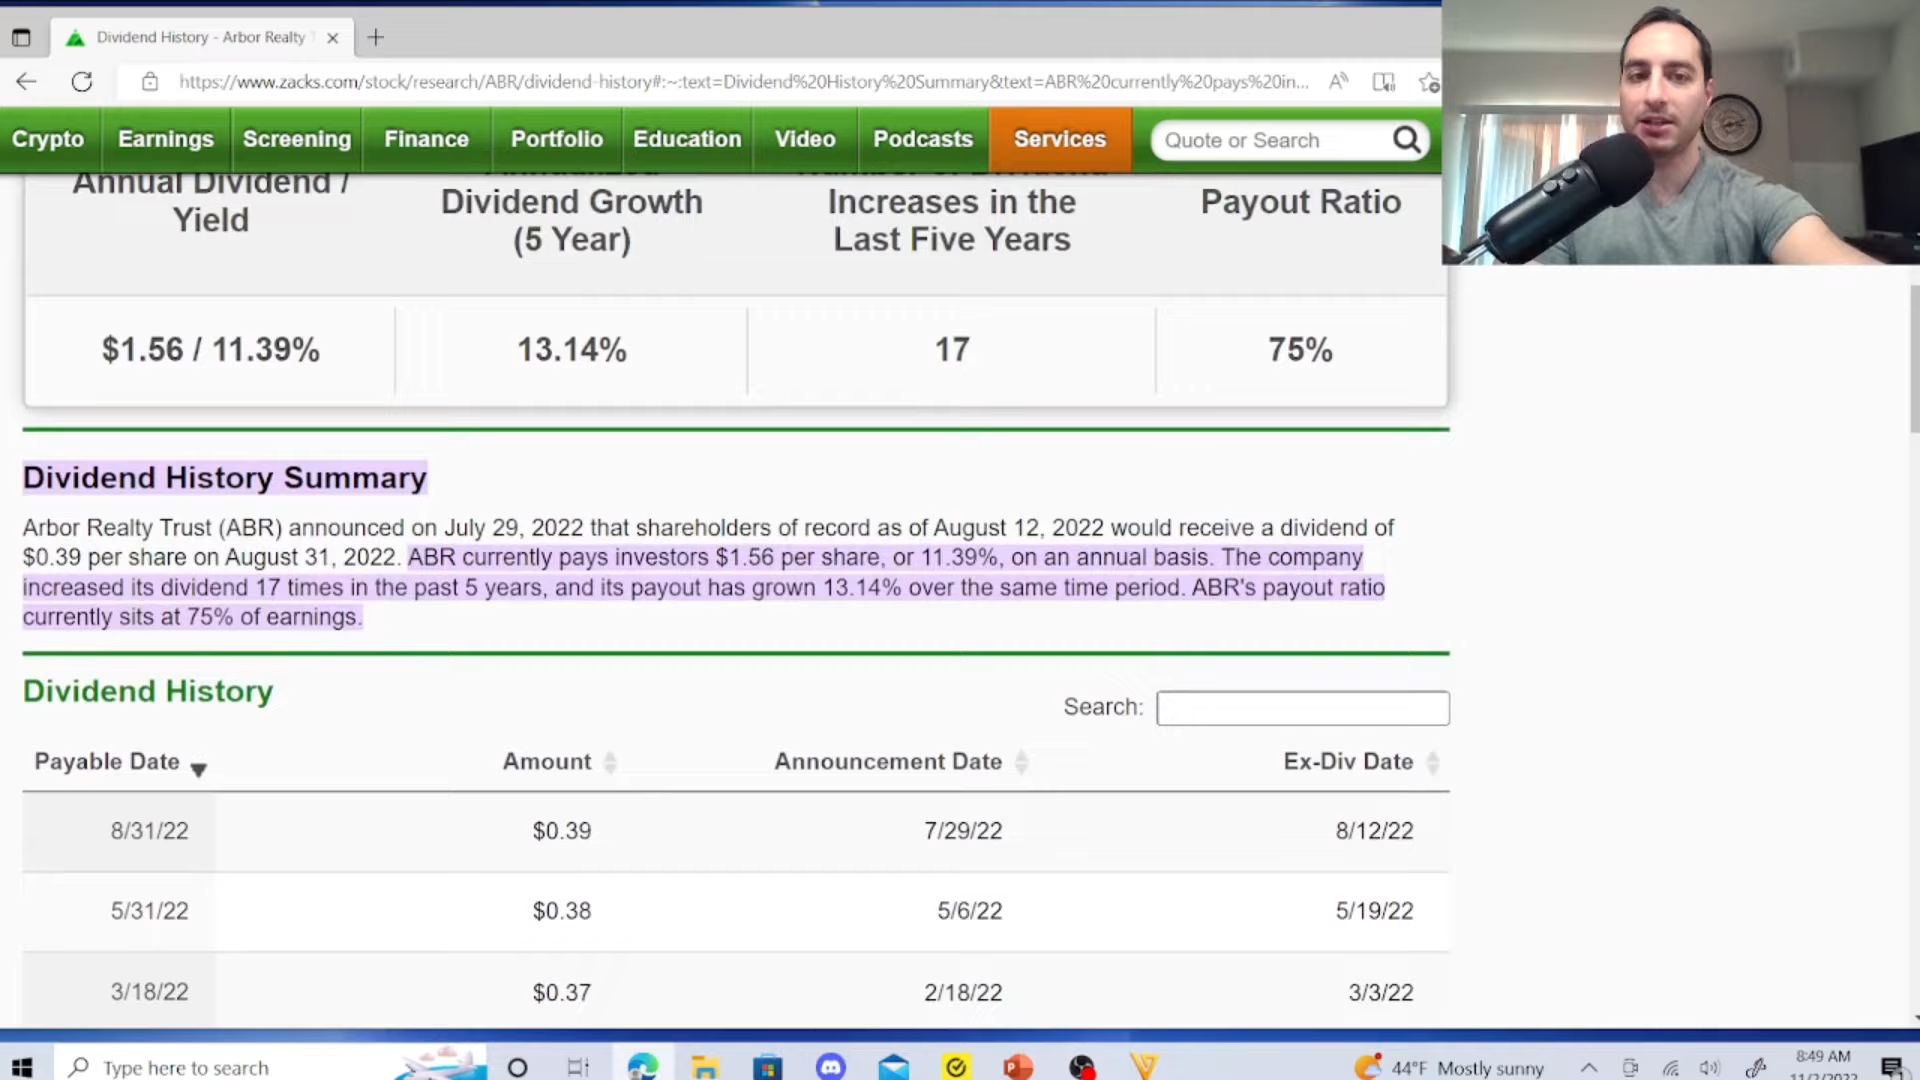 Dividend History - Arbor Realty T
https://www.zacks.com/stock/research/ABR/dividend-history#:~:text=Dividend%20History%20Summary&text=ABR%20currently%20pays%20in...
Crypto Earnings Screening Finance Portfolio Education Video Podcasts Services Quote or Search
Annual Dividend /
Yield
Dividend Growth
(5 Year)
Increases in the
Last Five Years
Payout Ratio
$1.56 / 11.39% 13.14% 17 75%
Dividend History Summary
Arbor Realty Trust (ABR) announced on July 29, 2022 that shareholders of record as of August 12, 2022 would receive a dividend of
$0.39 per share on August 31, 2022. ABR currently pays investors $1.56 per share, or 11.39%, on an annual basis. The company
increased its dividend 17 times in the past 5 years, and its payout has grown 13.14% over the same time period. ABR's payout ratio
currently sits at 75% of earnings.
Dividend History
Search:
Payable Date Amount Announcement Date Ex-Div Date
8/31/22 $0.39 7/29/22 8/12/22
5/31/22 $0.38 5/6/22 5/19/22
3/18/22 $0.37 2/18/22 3/3/22
Type here to search
44°F Mostly sunny
8:49 AM